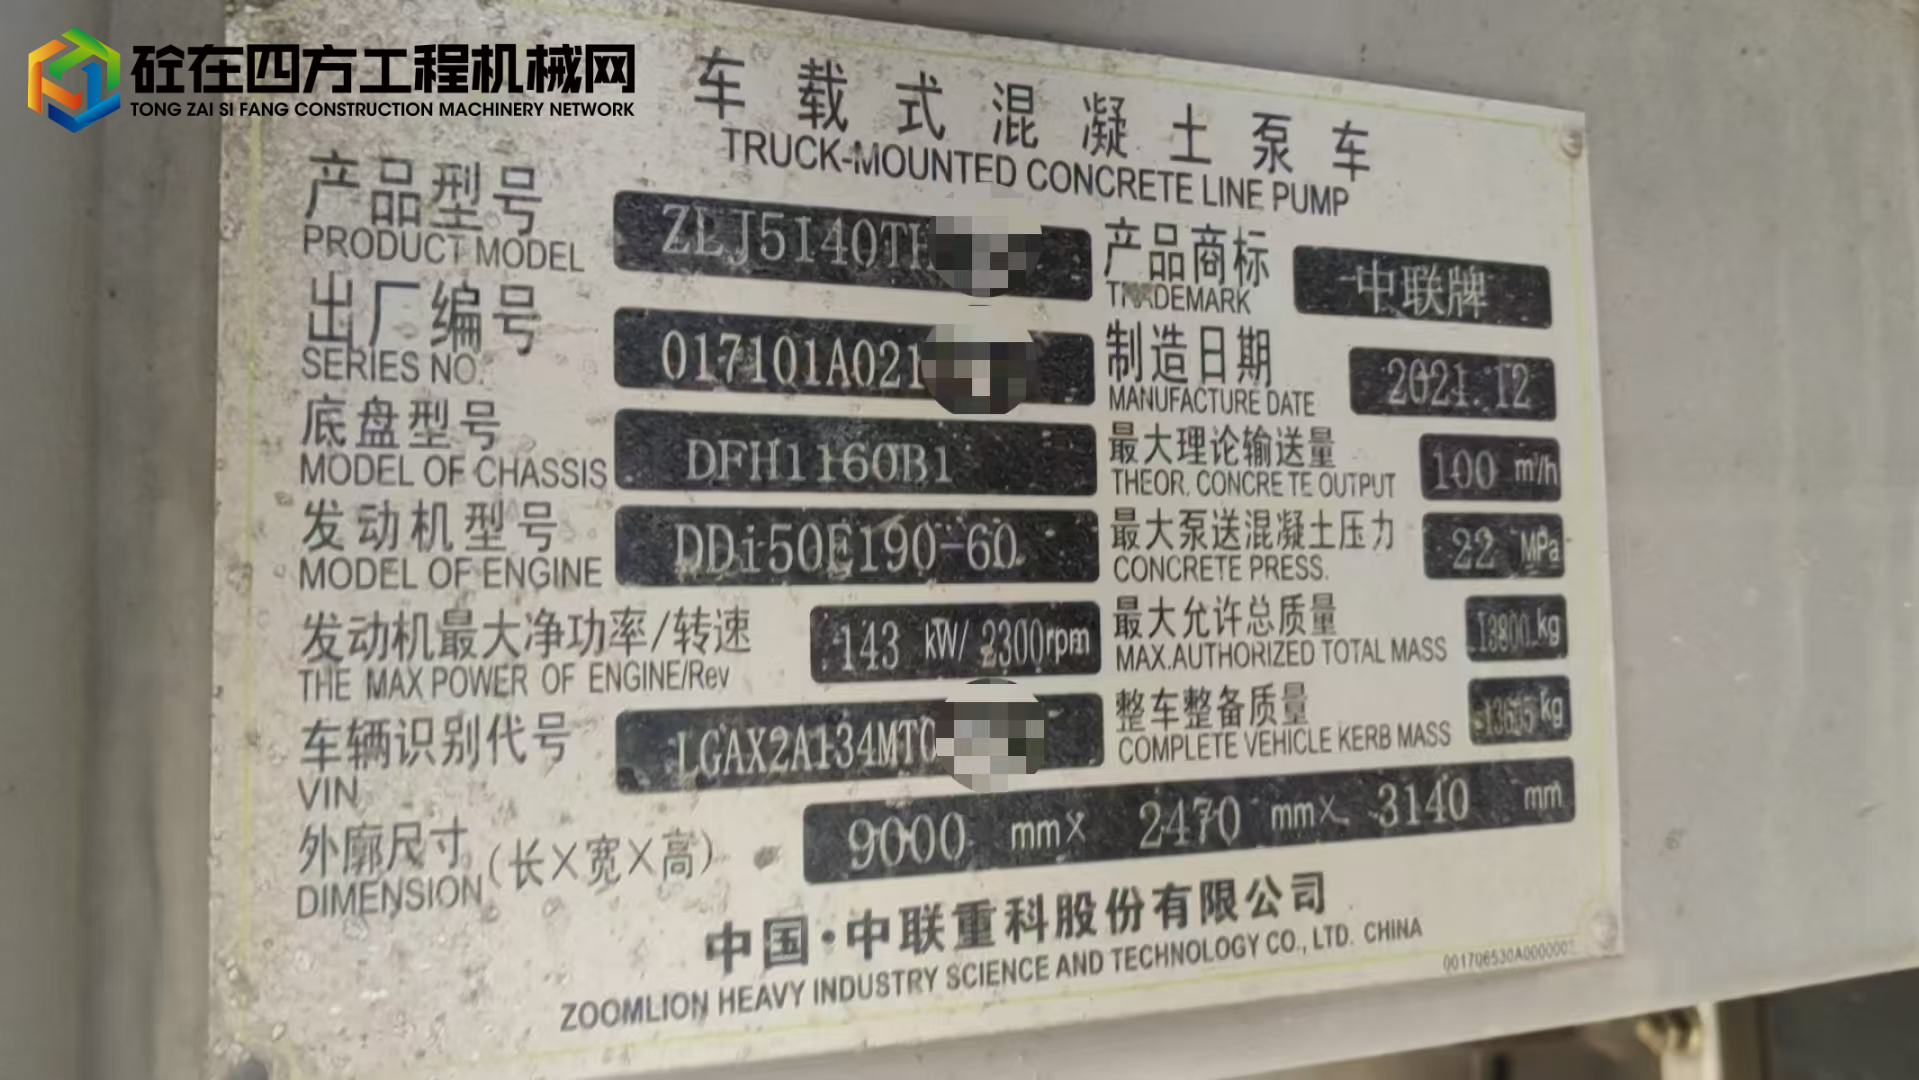 砼在四方工程机械网
TONG ZAI SI FANG CONSTRUCTION MACHINERY NETWORK
车载式混凝土泵车
TRUCK-MOUNTED CONCRETE LINE PUMP
产品型号 ZLJ5140TH
PRODUCT MODEL
产品商标 中联牌
TRADEMARK
出厂编号 017101A021
SERIES NO.
制造日期 2021.12
MANUFACTURE DATE
底盘型号 DFH1160B1
MODEL OF CHASSIS
最大理论输送量 100 m³/h
THEOR. CONCRETE OUTPUT
发动机型号 DDi50E190-60
MODEL OF ENGINE
最大泵送混凝土压力 22 MPa
CONCRETE PRESS.
发动机最大净功率/转速 143 kW/ 2300rpm
THE MAX POWER OF ENGINE/Rev
最大允许总质量 13800 kg
MAX.AUTHORIZED TOTAL MASS
车辆识别代号 LGAX2A134MT
VIN
整车整备质量 kg
COMPLETE VEHICLE KERB MASS
外廓尺寸(长×宽×高) 9000 mm× 2470 mm× 3140 mm
DIMENSION
中国·中联重科股份有限公司
ZOOMLION HEAVY INDUSTRY SCIENCE AND TECHNOLOGY CO., LTD. CHINA